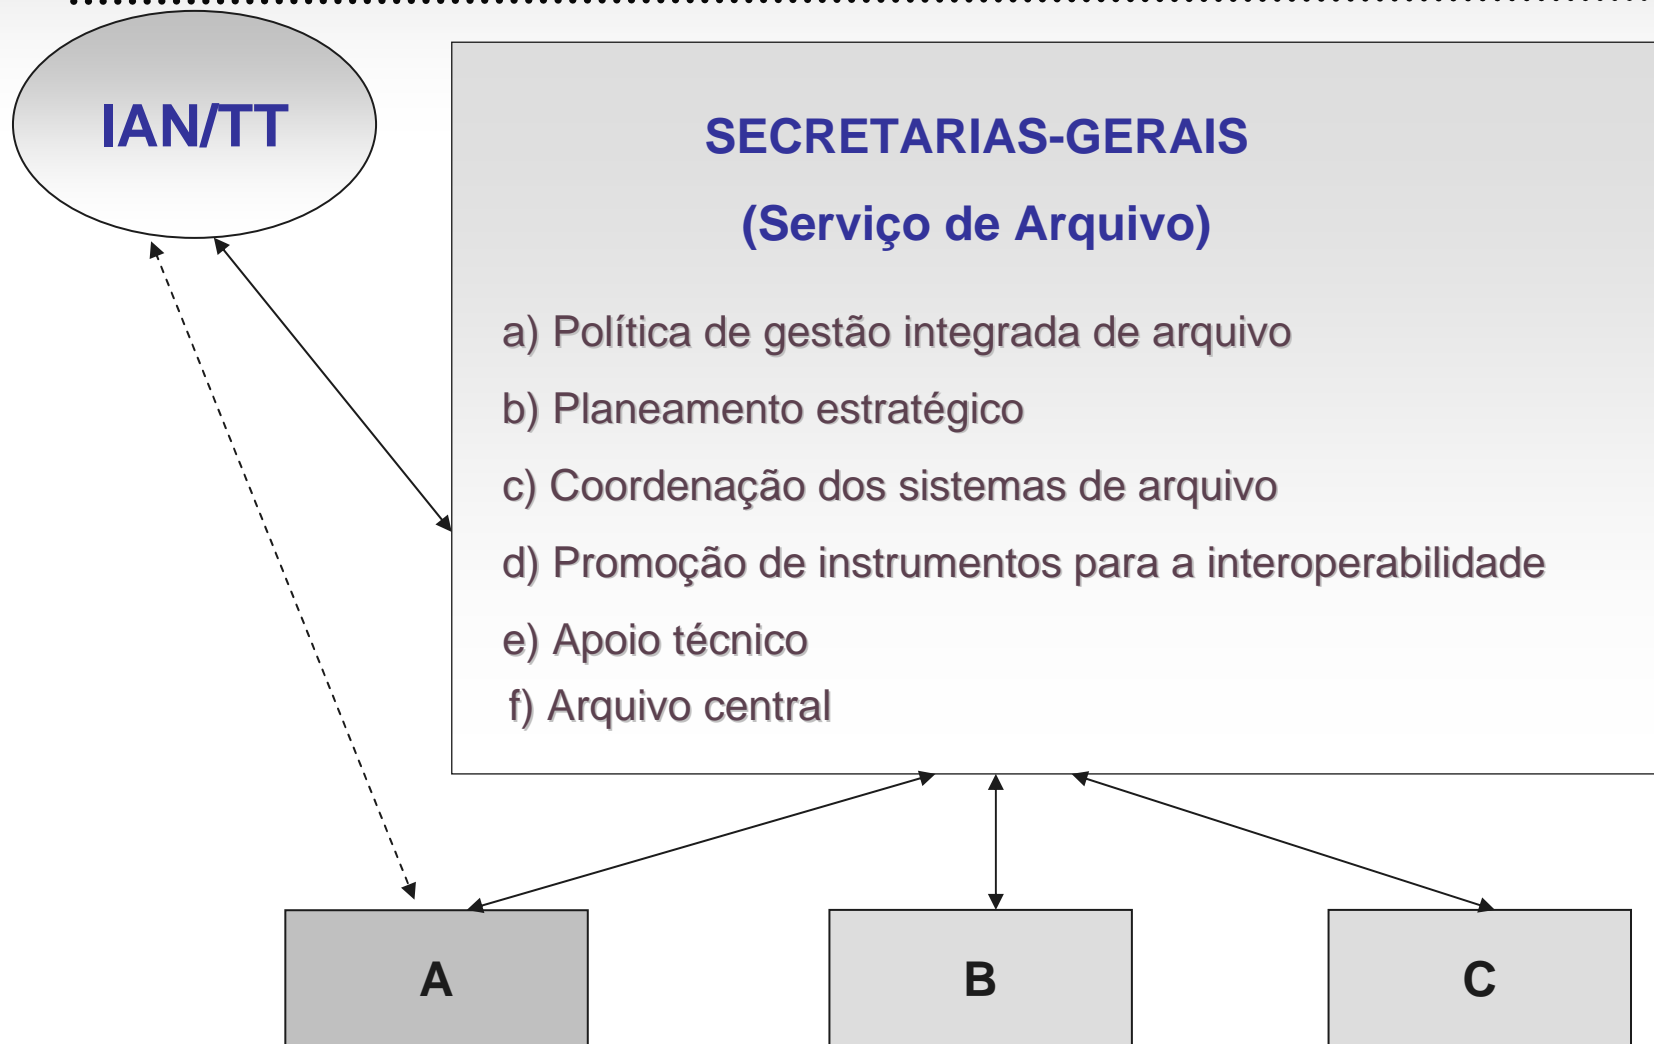 IAN/TT
SECRETARIAS-GERAIS
(Serviço de Arquivo)
a) Política de gestão integrada de arquivo
b) Planeamento estratégico
c) Coordenação dos sistemas de arquivo
d) Promoção de instrumentos para a interoperabilidade
e) Apoio técnico
f) Arquivo central
A
B
C